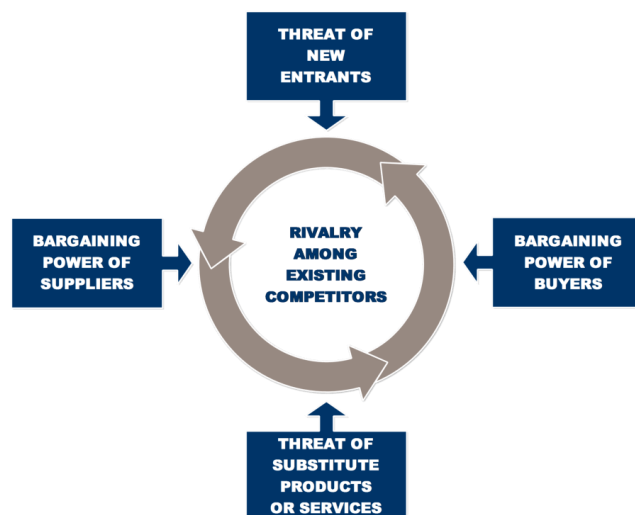 THREAT OF
NEW
ENTRANTS
BARGAINING
POWER OF
SUPPLIERS
RIVALRY
AMONG
EXISTING
COMPETITORS
BARGAINING
POWER OF
BUYERS
THREAT OF
SUBSTITUTE
PRODUCTS
OR SERVICES